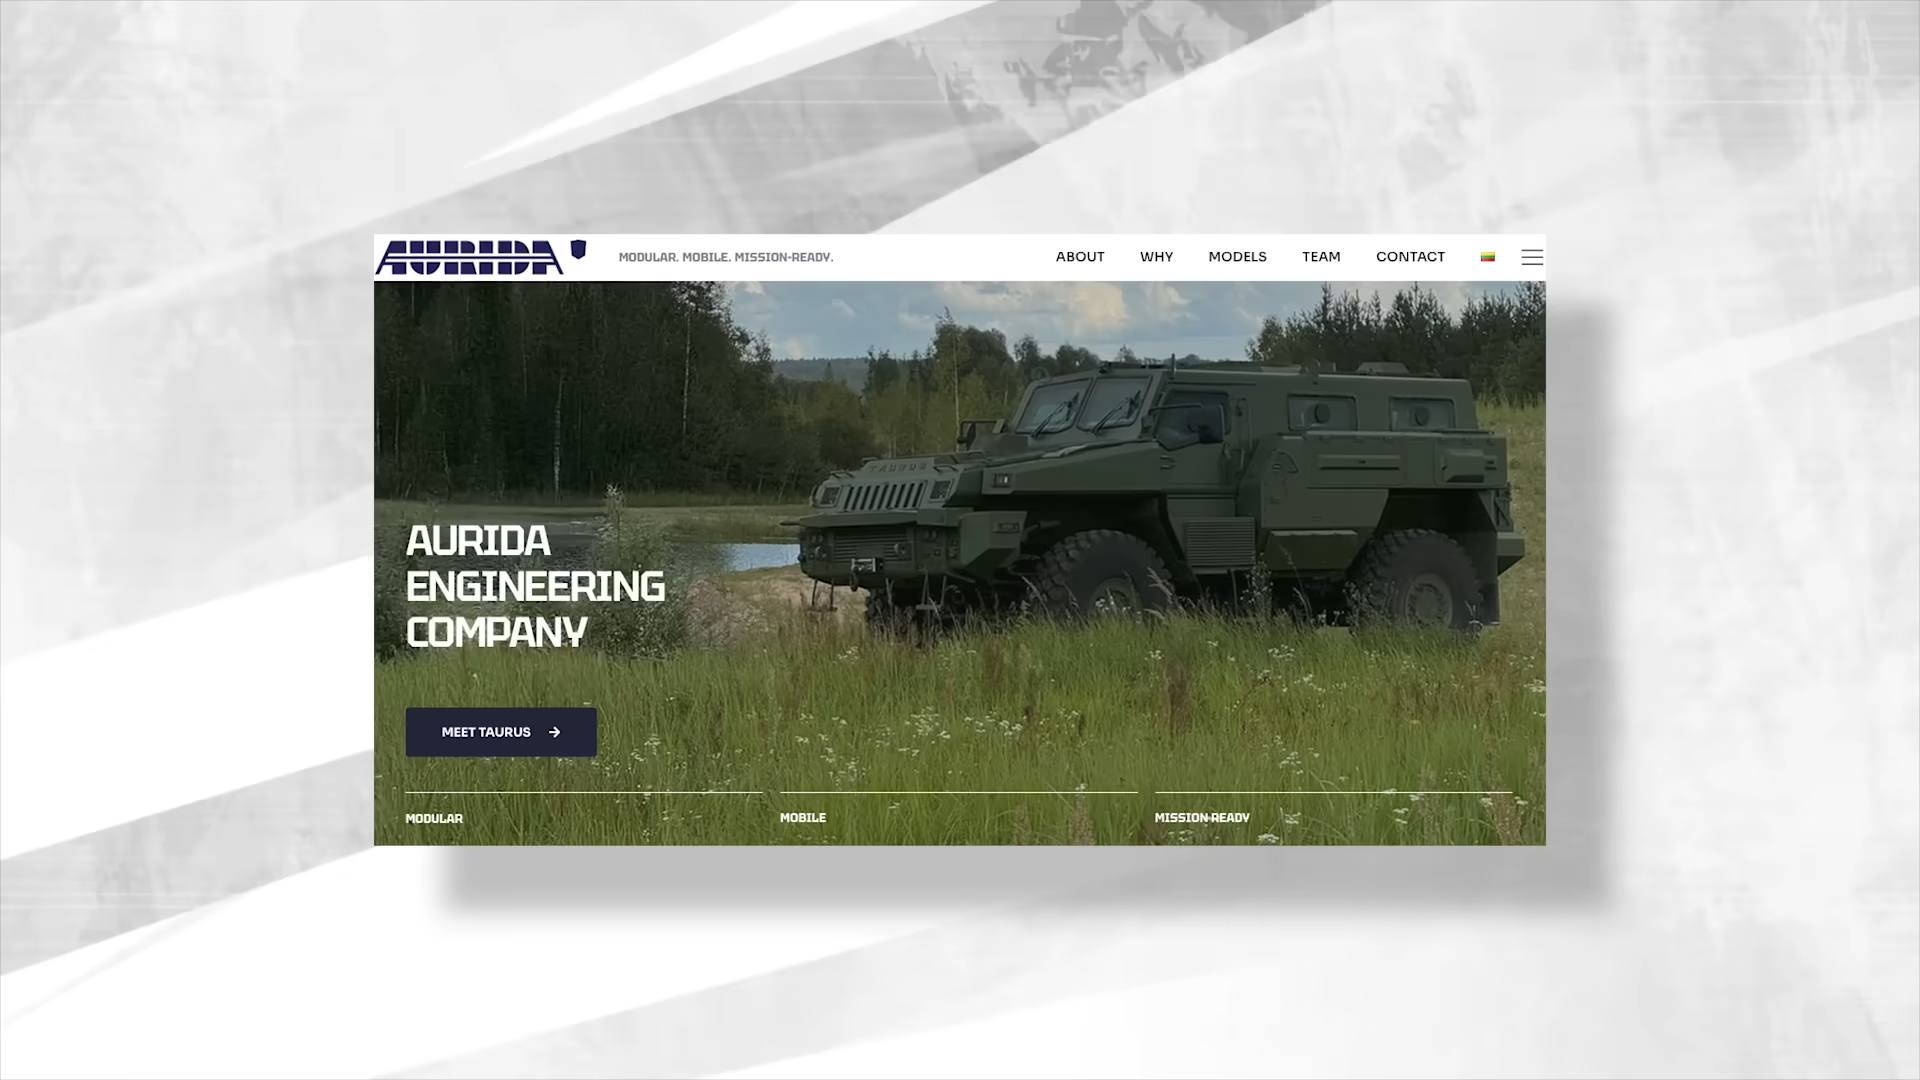 AURIDA
MODULAR. MOBILE. MISSION-READY.
ABOUT WHY MODELS TEAM CONTACT
TAURUS
AURIDA
ENGINEERING
COMPANY
MEET TAURUS
MODULAR MOBILE MISSION READY